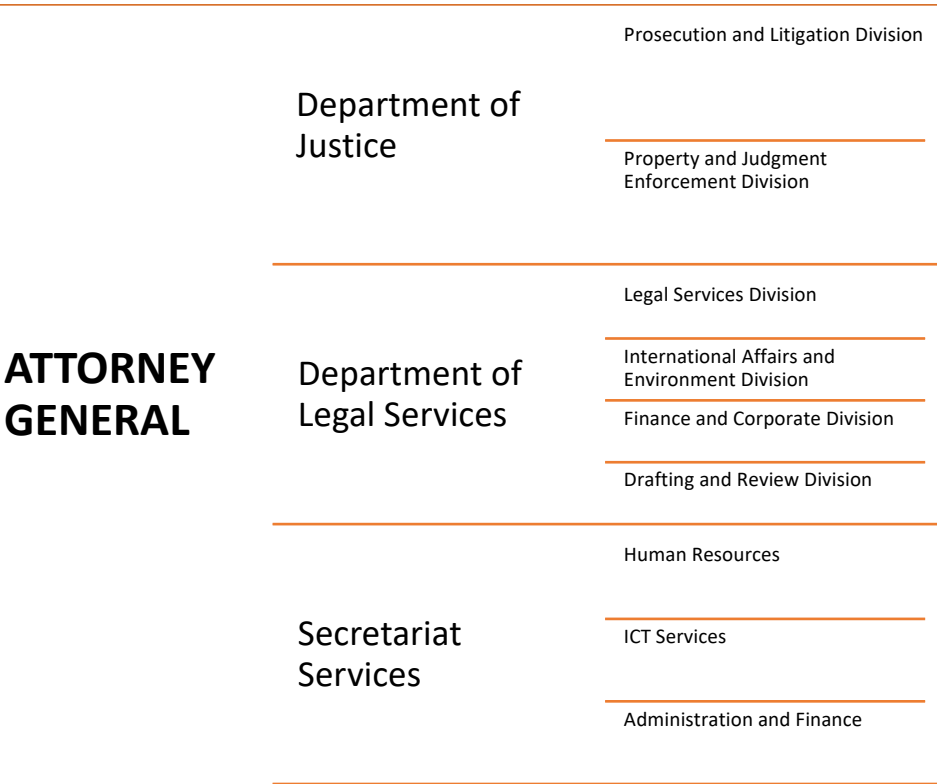 ATTORNEY
GENERAL
Department of
Justice
Prosecution and Litigation Division
Property and Judgment
Enforcement Division
Department of
Legal Services
Legal Services Division
International Affairs and
Environment Division
Finance and Corporate Division
Drafting and Review Division
Secretariat
Services
Human Resources
ICT Services
Administration and Finance